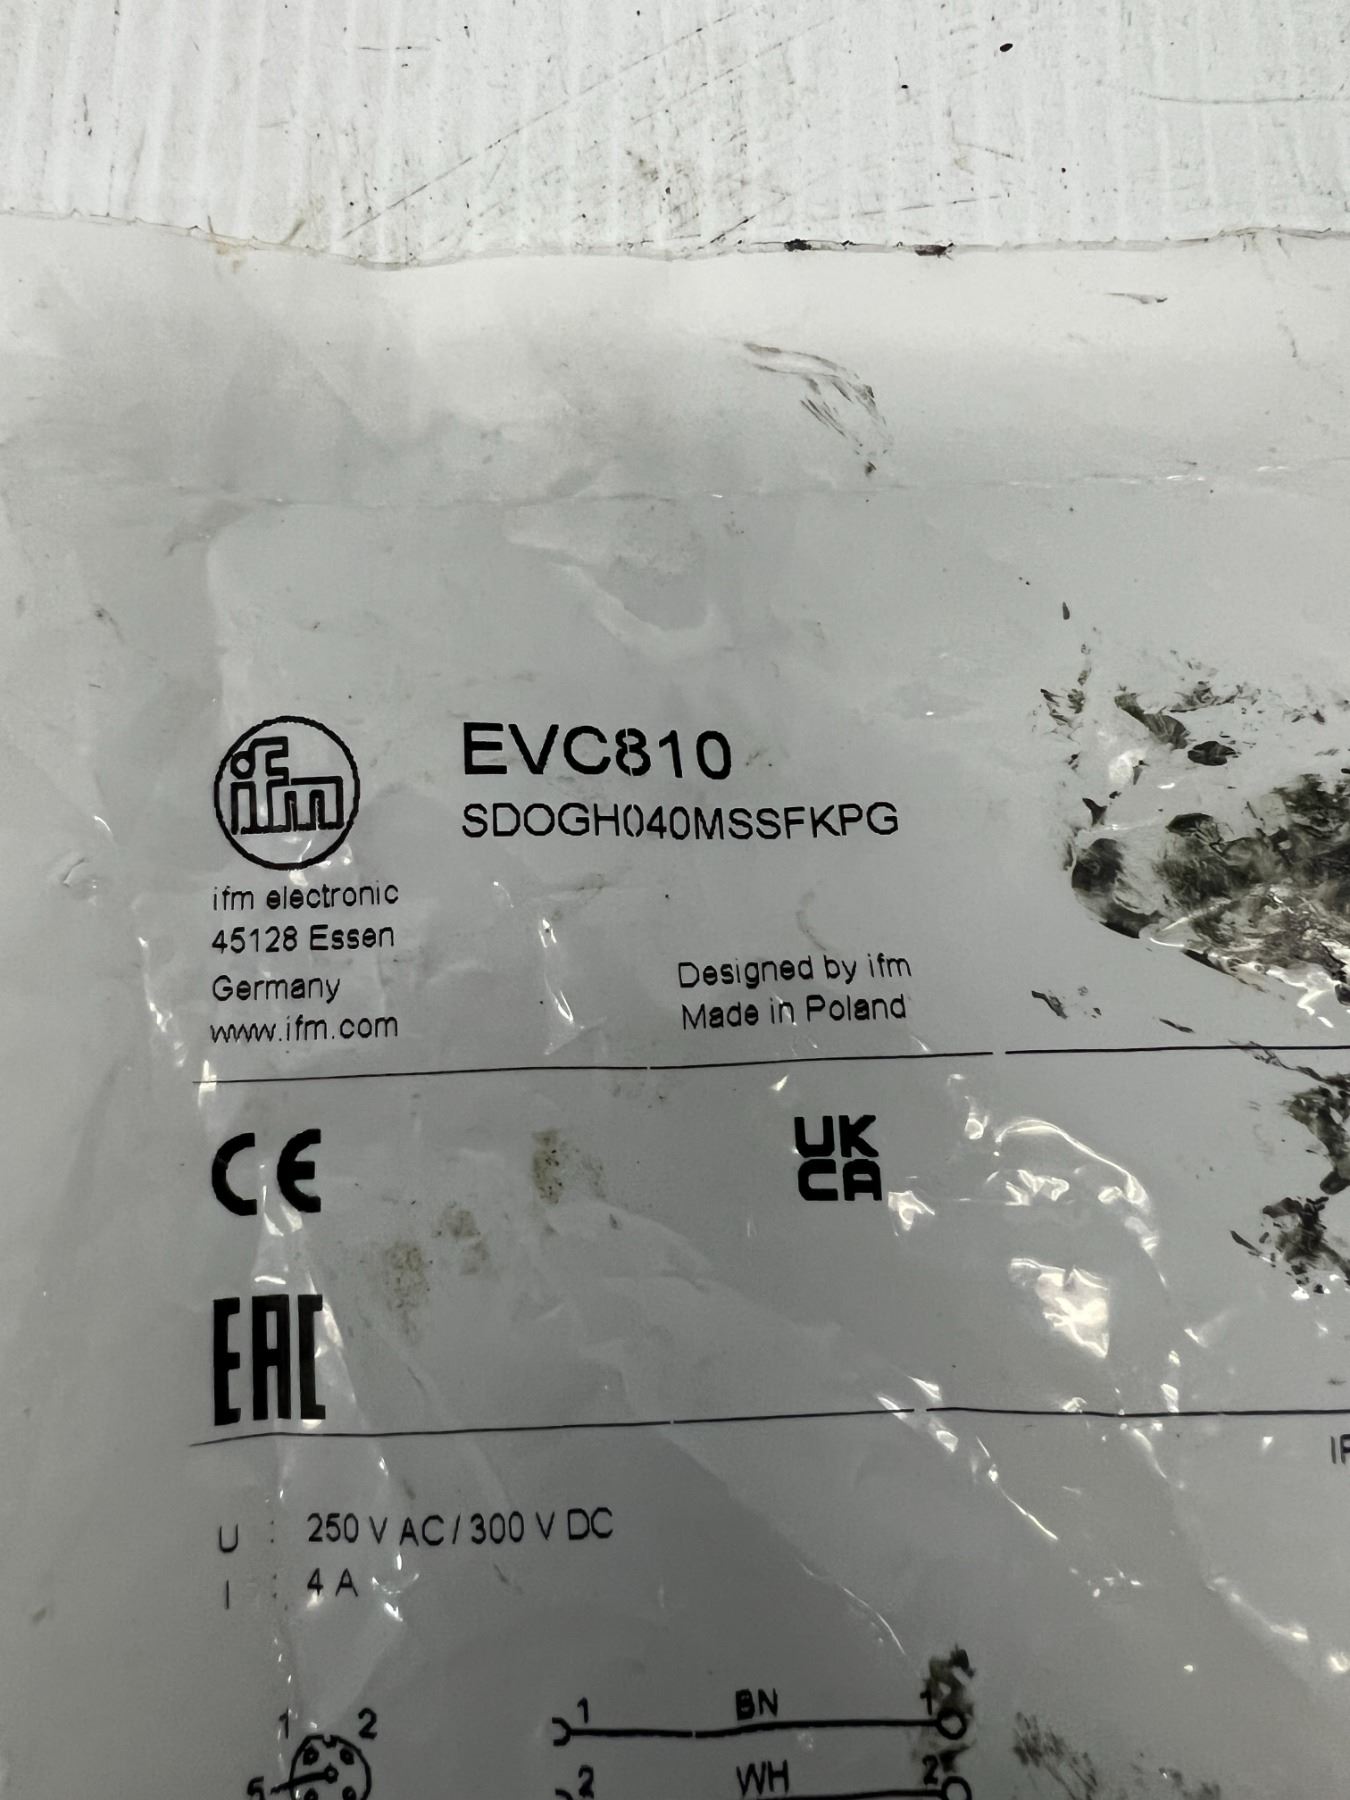 ifm
EVC810
SDOGH040MSSFKPG
ifm electronic
45128 Essen
Germany
www.ifm.com
Designed by ifm
Made in Poland
CE
UK
CA
EAC
U : 250 V AC / 300 V DC
I : 4 A
1 2
5
1 BN 1
2 WH 2